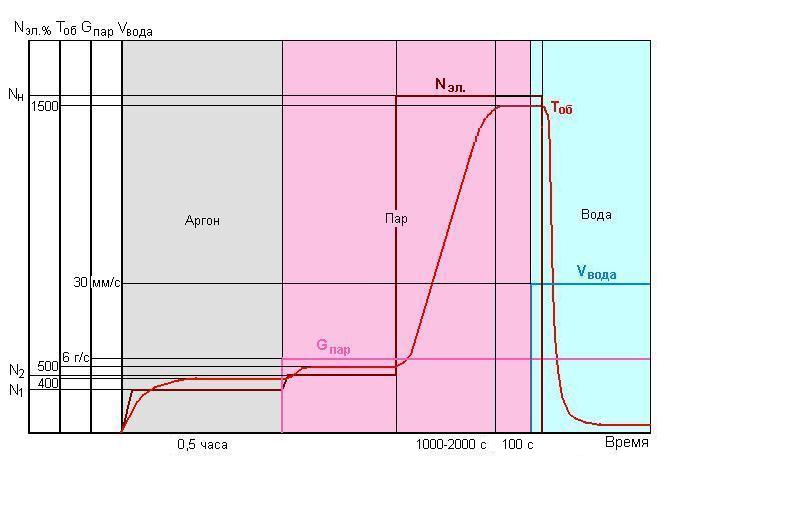 Nэл.% Tоб Gпар Vвода
Nн
1500
Nэл.
Tоб
Аргон
Пар
Вода
30 мм/с
Vвода
Gпар
6 г/с
N2
500
400
N1
0,5 часа
1000-2000 с
100 с
Время